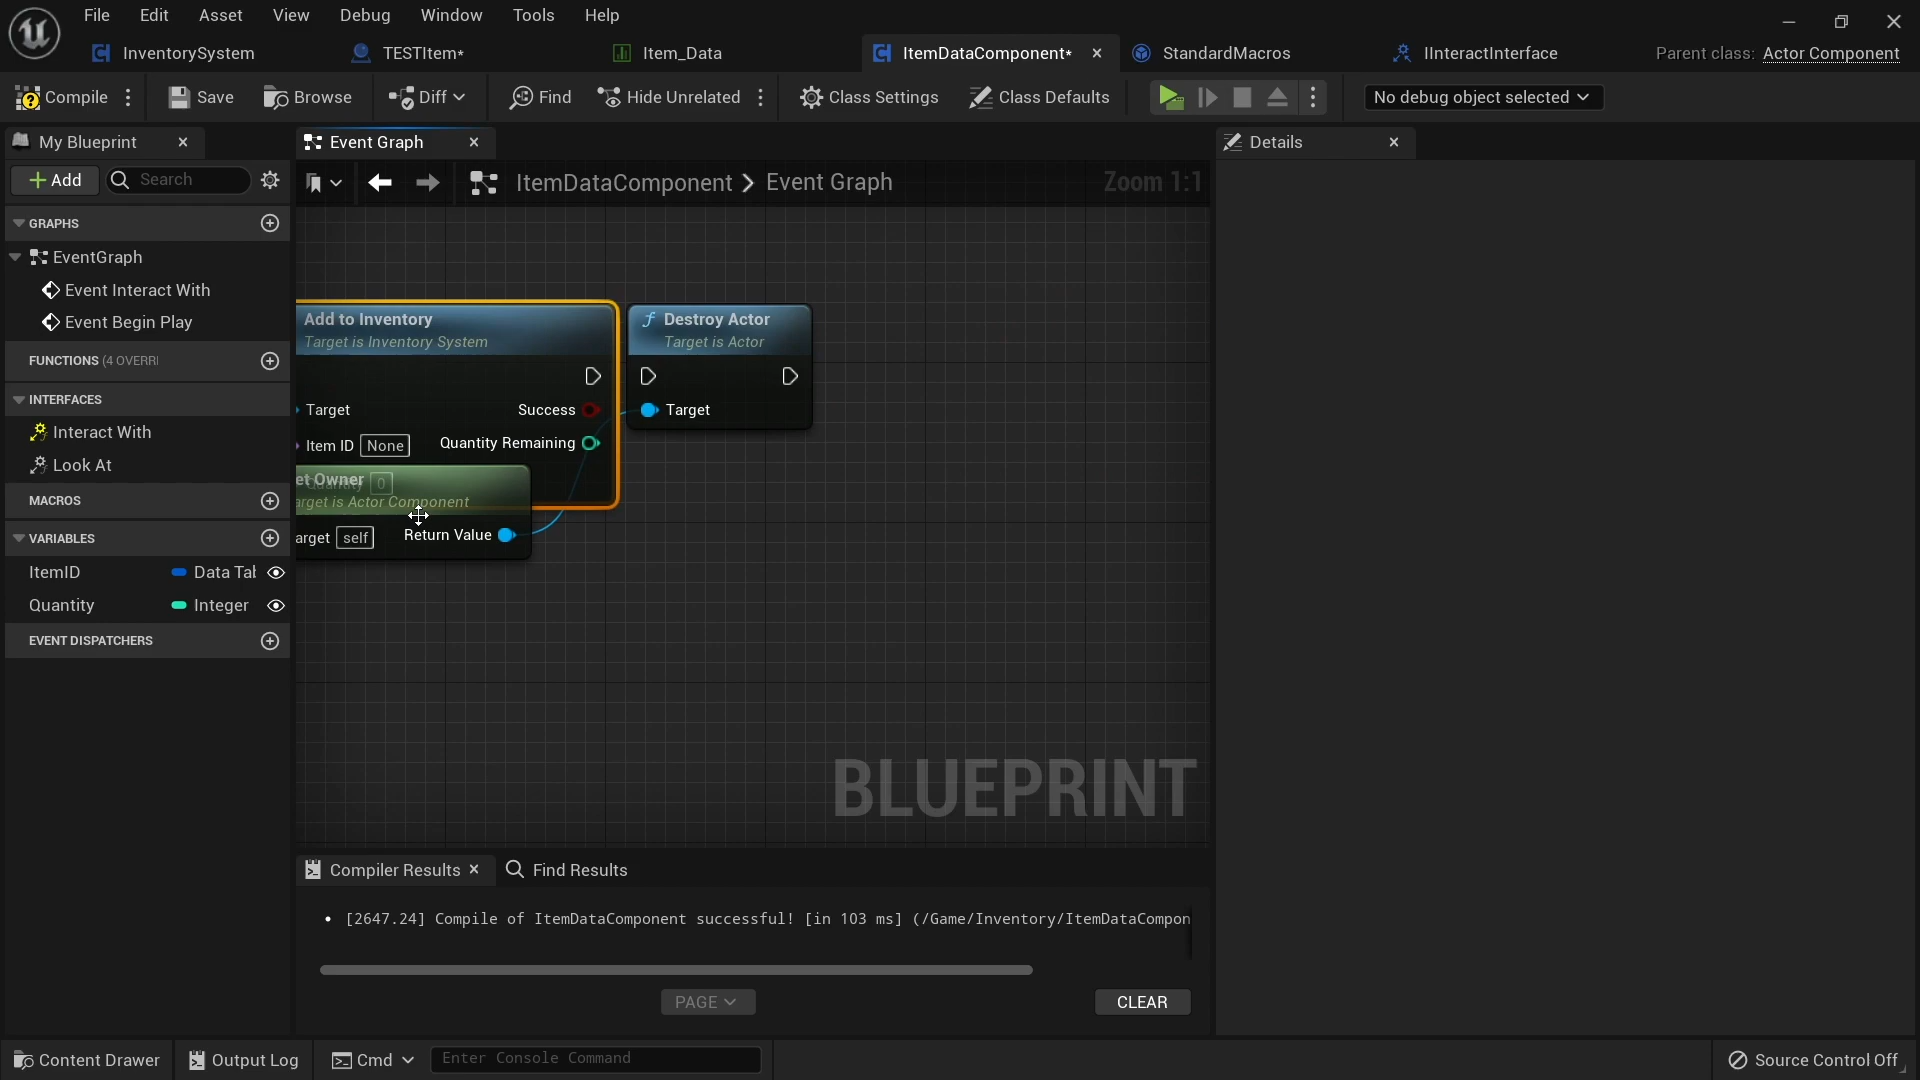 File Edit Asset View Debug Window Tools Help
InventorySystem TESTItem* Item_Data ItemDataComponent* StandardMacros IInteractInterface Parent class: Actor Component
Compile Save Browse Diff Find Hide Unrelated Class Settings Class Defaults No debug object selected
My Blueprint Event Graph Details
Add Search ItemDataComponent Event Graph Zoom 1:1
GRAPHS
EventGraph
Event Interact With
Event Begin Play
FUNCTIONS (4 OVERRI
INTERFACES
Interact With
Look At
MACROS
VARIABLES
ItemID Data Tal
Quantity Integer
EVENT DISPATCHERS
Add to Inventory
Target is Inventory System
Target Success
Item ID None Quantity Remaining
Quantity 0
et Owner
arget is Actor Component
arget self Return Value
Destroy Actor
Target is Actor
Target
BLUEPRINT
Compiler Results Find Results
[2647.24] Compile of ItemDataComponent successful! [in 103 ms] (/Game/Inventory/ItemDataCompon
PAGE CLEAR
Content Drawer Output Log Cmd Enter Console Command Source Control Off